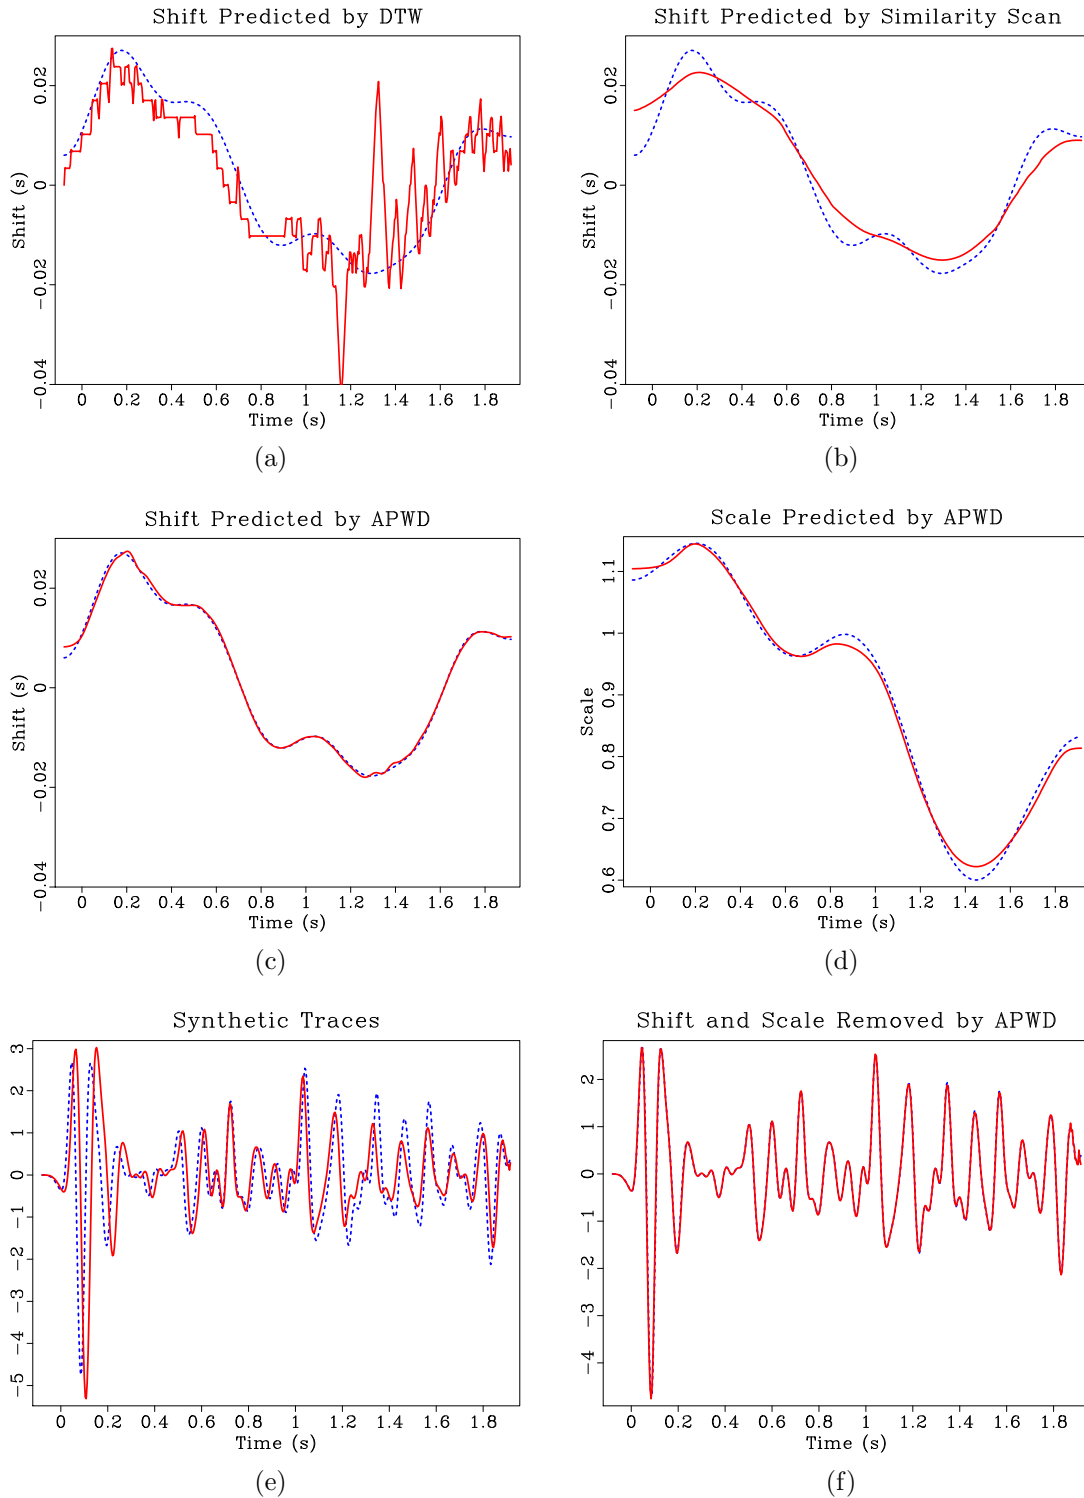 Shift Predicted by DTW
Shift (s)
0.02
0
−0.02
−0.04
0 0.2 0.4 0.6 0.8 1 1.2 1.4 1.6 1.8
Time (s)
(a)
Shift Predicted by Similarity Scan
Shift (s)
0.02
0
−0.02
−0.04
0 0.2 0.4 0.6 0.8 1 1.2 1.4 1.6 1.8
Time (s)
(b)
Shift Predicted by APWD
Shift (s)
0.02
0
−0.02
−0.04
0 0.2 0.4 0.6 0.8 1 1.2 1.4 1.6 1.8
Time (s)
(c)
Scale Predicted by APWD
Scale
1.1
1
0.9
0.8
0.7
0.6
0 0.2 0.4 0.6 0.8 1 1.2 1.4 1.6 1.8
Time (s)
(d)
Synthetic Traces
3
2
1
0
−1
−2
−3
−4
−5
0 0.2 0.4 0.6 0.8 1 1.2 1.4 1.6 1.8
Time (s)
(e)
Shift and Scale Removed by APWD
2
1
0
−1
−2
−3
−4
0 0.2 0.4 0.6 0.8 1 1.2 1.4 1.6 1.8
Time (s)
(f)